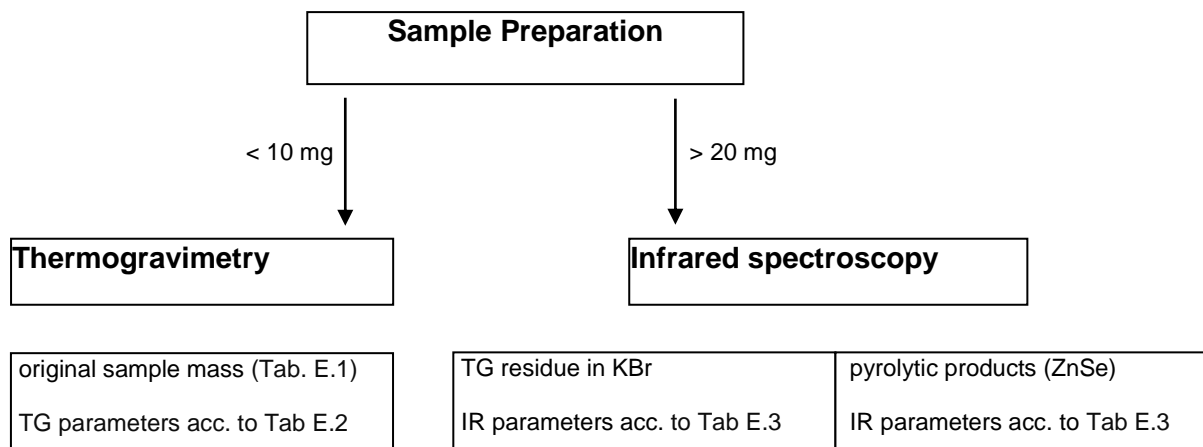 Sample Preparation
< 10 mg
> 20 mg
Thermogravimetry
Infrared spectroscopy
original sample mass (Tab. E.1)
TG parameters acc. to Tab E.2
TG residue in KBr
IR parameters acc. to Tab E.3
pyrolytic products (ZnSe)
IR parameters acc. to Tab E.3